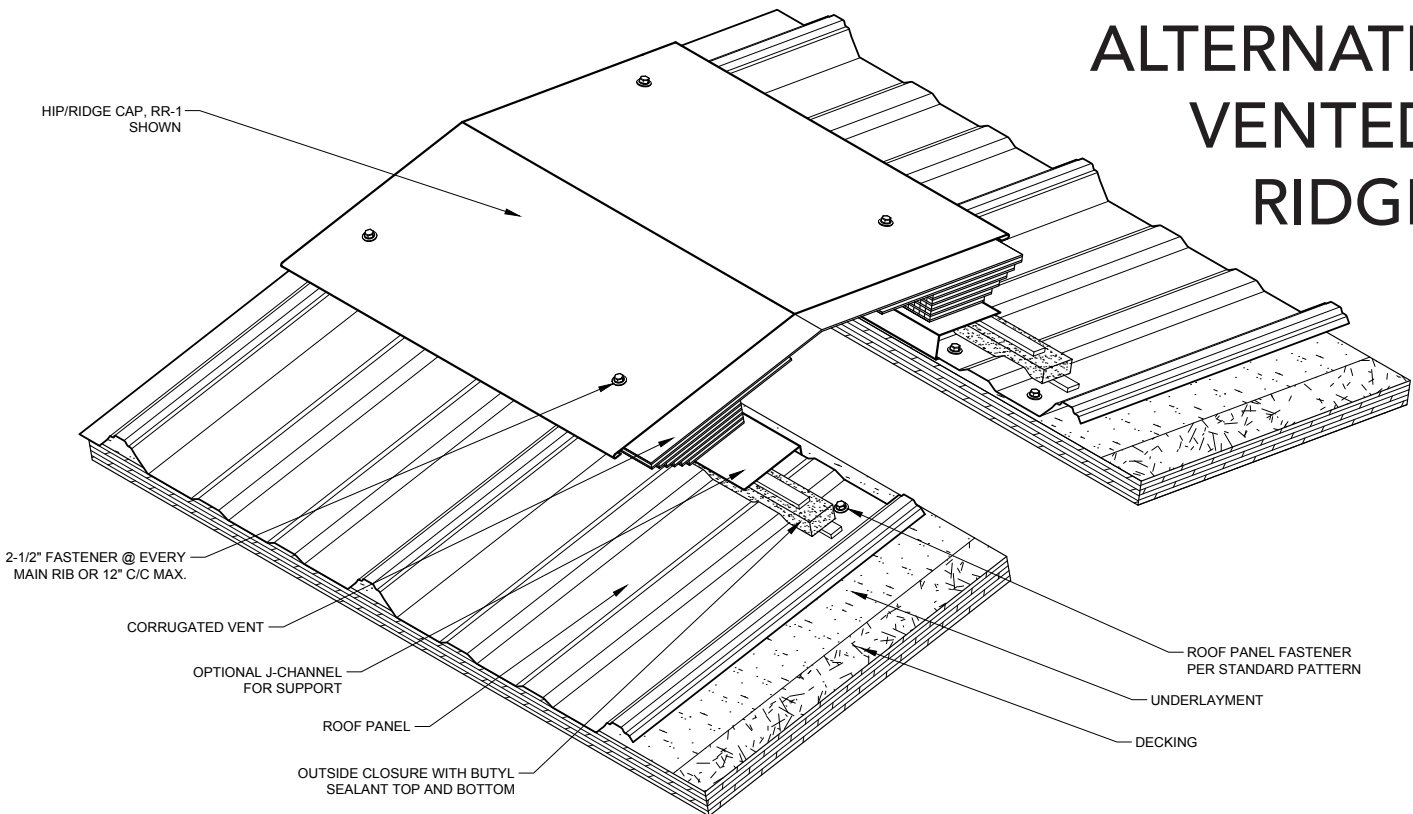 ALTERNATE
VENTED
RIDGE
HIP/RIDGE CAP, RR-1
SHOWN
2-1/2" FASTENER @ EVERY
MAIN RIB OR 12" C/C MAX.
CORRUGATED VENT
OPTIONAL J-CHANNEL
FOR SUPPORT
ROOF PANEL
OUTSIDE CLOSURE WITH BUTYL
SEALANT TOP AND BOTTOM
ROOF PANEL FASTENER
PER STANDARD PATTERN
UNDERLAYMENT
DECKING